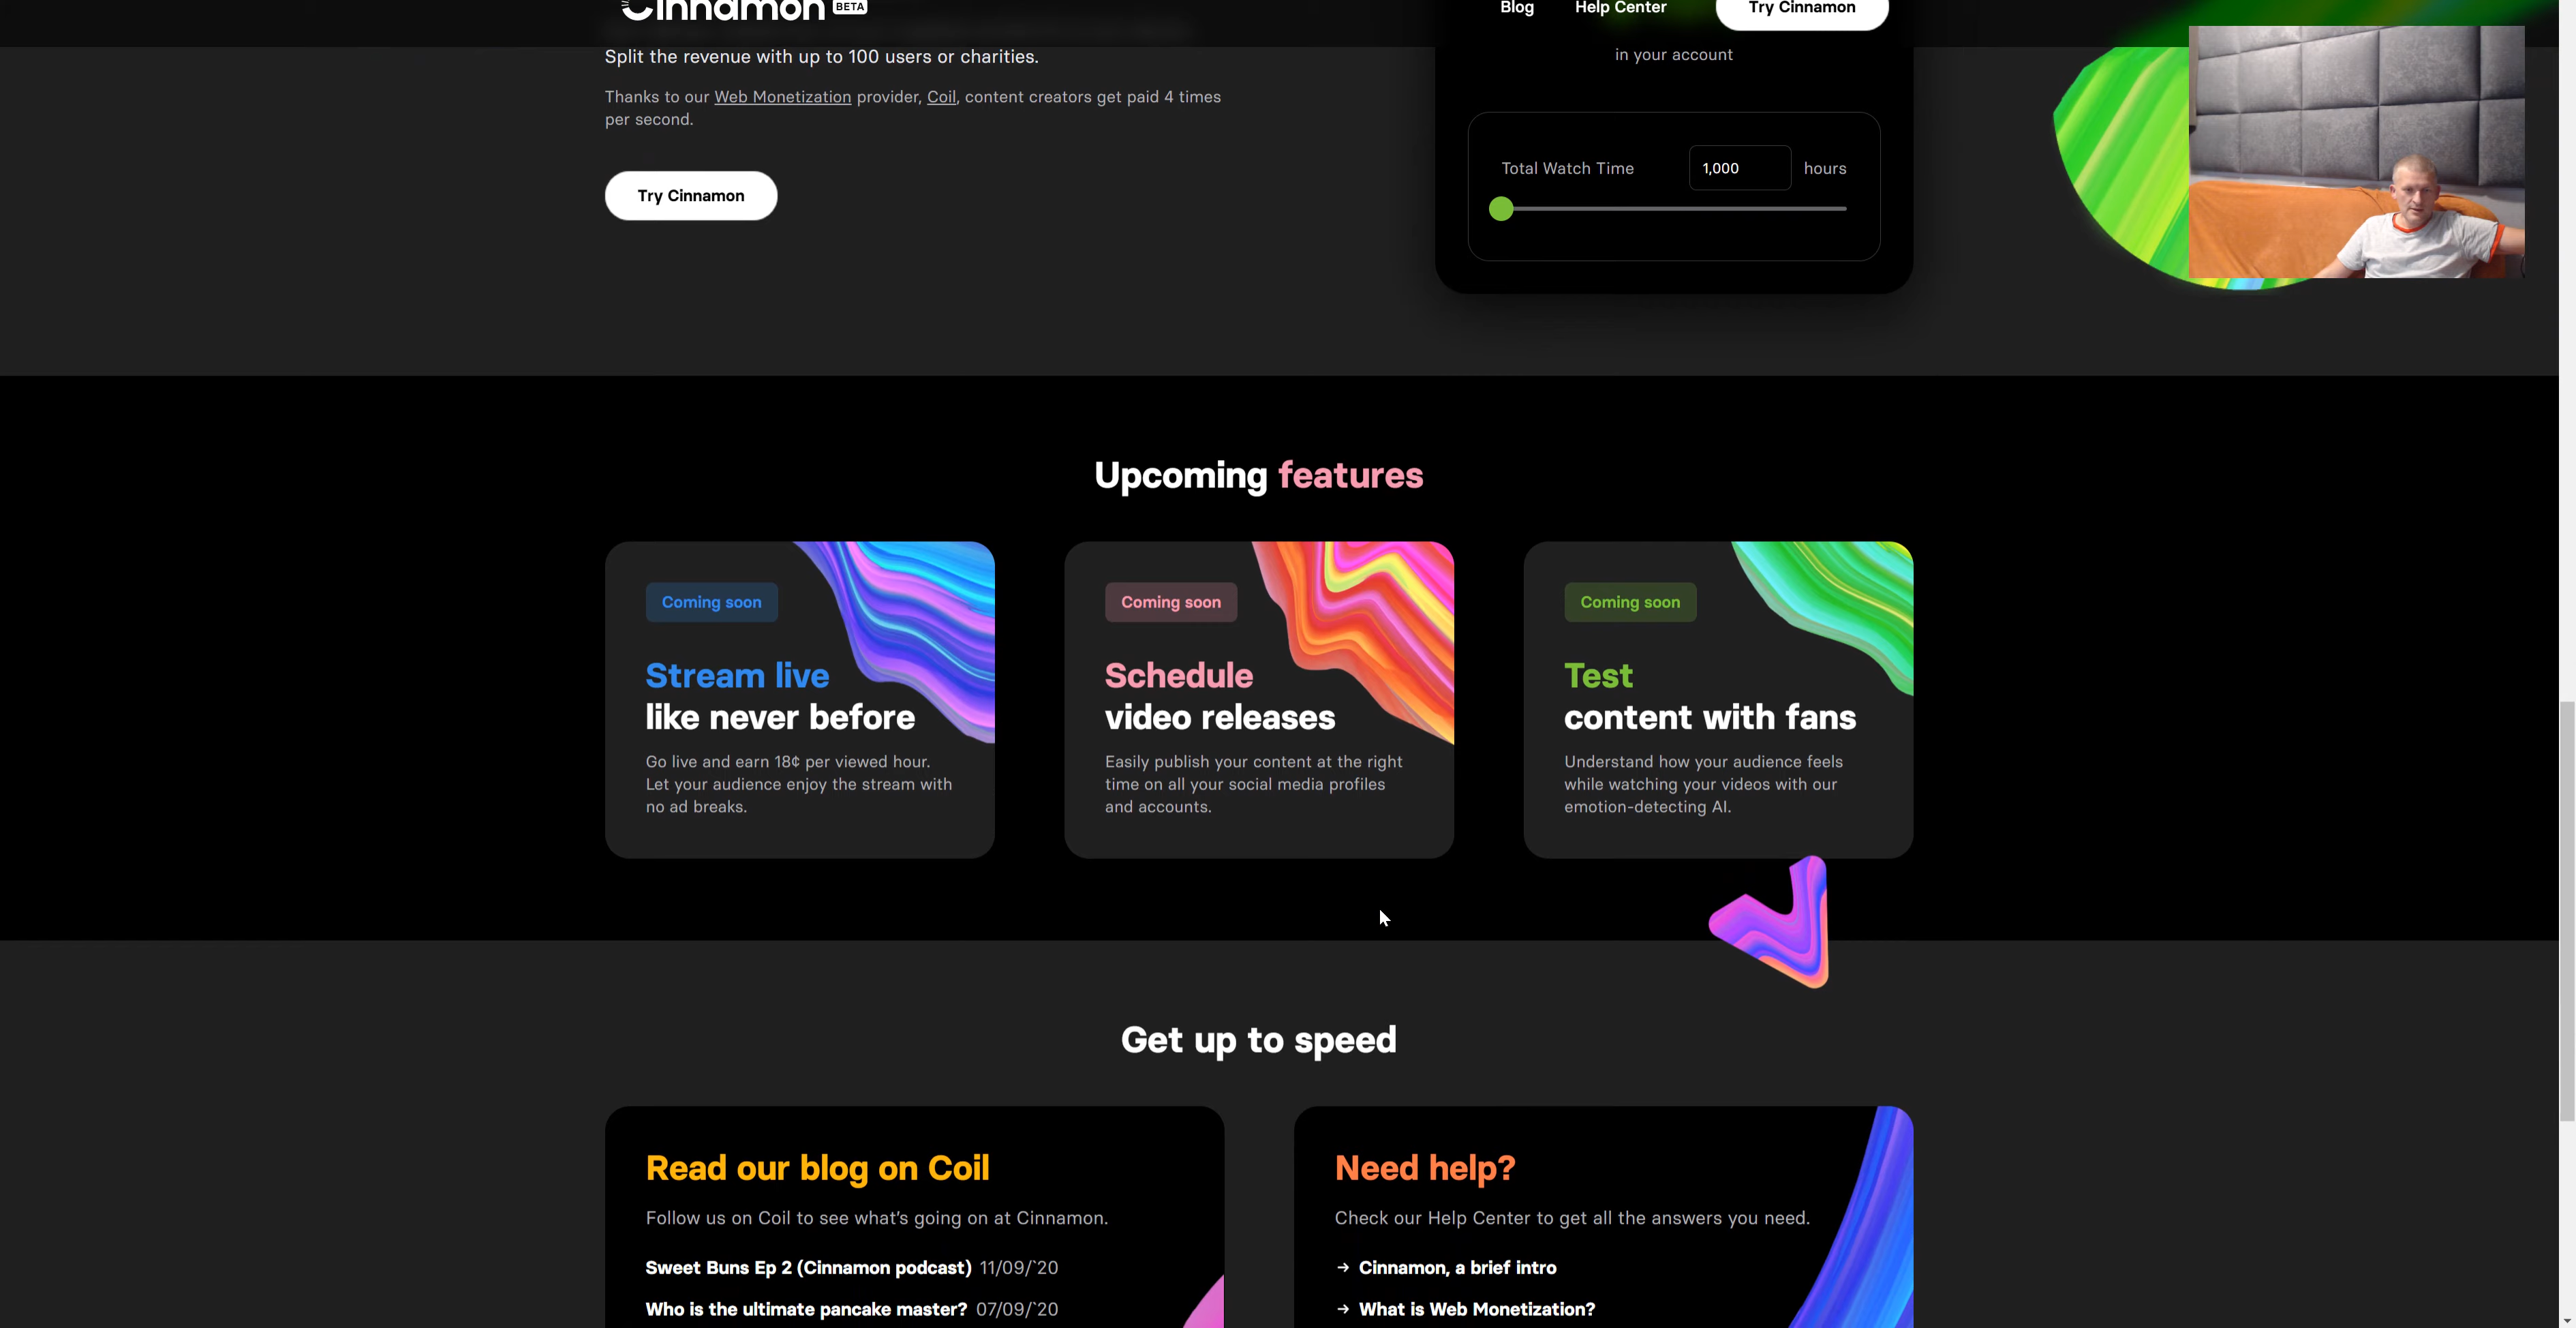 Cinnamon BETA
Blog
Help Center
Try Cinnamon
Split the revenue with up to 100 users or charities.
Thanks to our Web Monetization provider, Coil, content creators get paid 4 times
per second.
Try Cinnamon
in your account
Total Watch Time
1,000
hours
Upcoming features
Coming soon
Stream live
like never before
Go live and earn 18¢ per viewed hour.
Let your audience enjoy the stream with
no ad breaks.
Coming soon
Schedule
video releases
Easily publish your content at the right
time on all your social media profiles
and accounts.
Coming soon
Test
content with fans
Understand how your audience feels
while watching your videos with our
emotion-detecting AI.
Get up to speed
Read our blog on Coil
Follow us on Coil to see what's going on at Cinnamon.
Sweet Buns Ep 2 (Cinnamon podcast) 11/09/`20
Who is the ultimate pancake master? 07/09/`20
Need help?
Check our Help Center to get all the answers you need.
→ Cinnamon, a brief intro
→ What is Web Monetization?